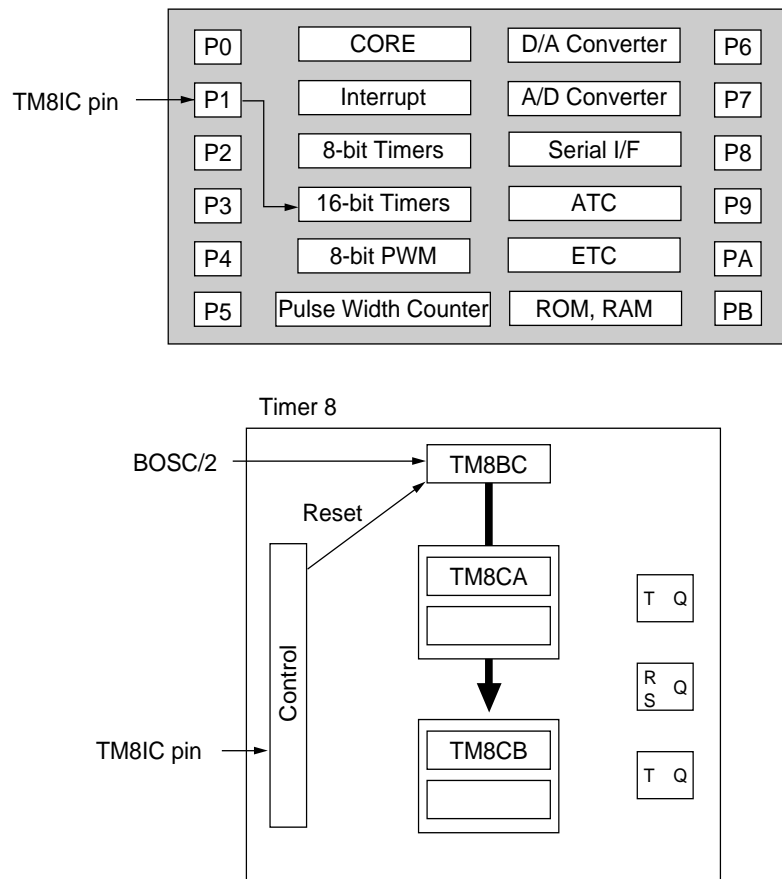 P0 CORE D/A Converter P6
TM8IC pin P1 Interrupt A/D Converter P7
P2 8-bit Timers Serial I/F P8
P3 16-bit Timers ATC P9
P4 8-bit PWM ETC PA
P5 Pulse Width Counter ROM, RAM PB
Timer 8
BOSC/2 TM8BC
Reset
TM8CA
T Q
Control
R
S Q
TM8IC pin TM8CB
T Q